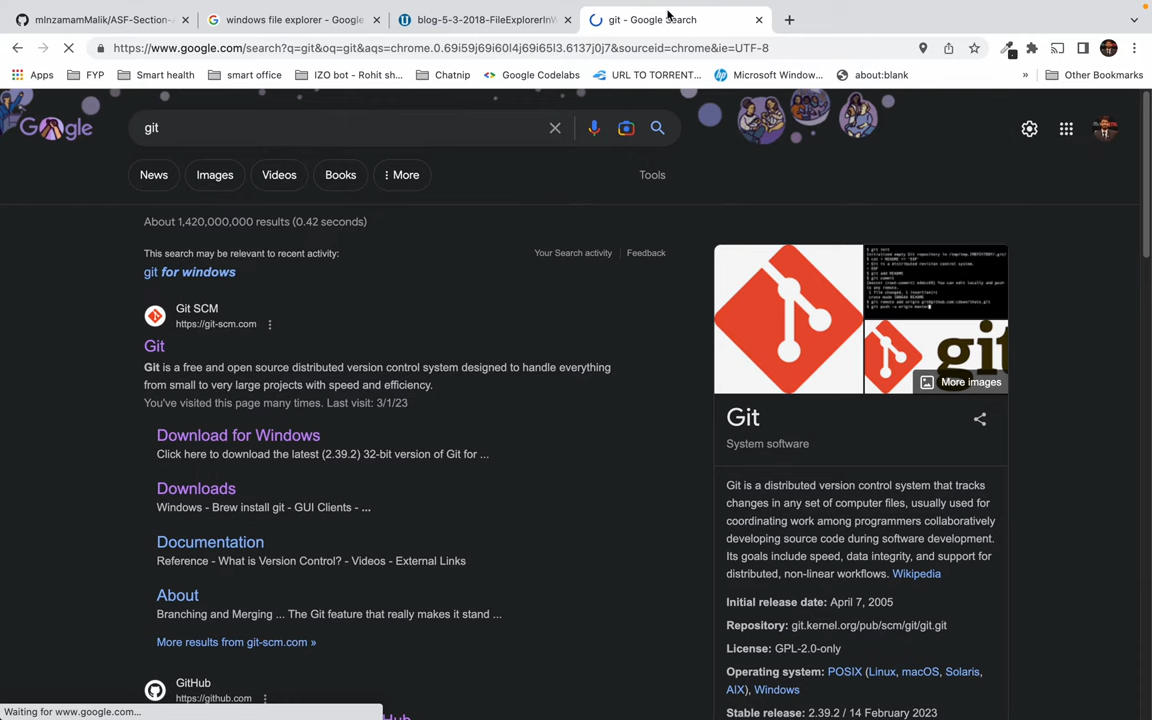 mInzamamMalik/ASF-Section-
windows file explorer - Google
blog-5-3-2018-FileExplorerInW
git - Google Search
https://www.google.com/search?q=git&oq=git&aqs=chrome.0.69i59j69i60l4j69i65l3.6137j0j7&sourceid=chrome&ie=UTF-8
Apps
FYP
Smart health
smart office
IZO bot - Rohit sh...
Chatnip
Google Codelabs
URL TO TORRENT...
Microsoft Window...
about:blank
»
Other Bookmarks
git
News
Images
Videos
Books
More
Tools
About 1,420,000,000 results (0.42 seconds)
This search may be relevant to recent activity:
Your Search activity
Feedback
git for windows
Git SCM
https://git-scm.com
Git
Git is a free and open source distributed version control system designed to handle everything
from small to very large projects with speed and efficiency.
You've visited this page many times. Last visit: 3/1/23
Download for Windows
Click here to download the latest (2.39.2) 32-bit version of Git for ...
Downloads
Windows - Brew install git - GUI Clients - ...
Documentation
Reference - What is Version Control? - Videos - External Links
About
Branching and Merging ... The Git feature that really makes it stand ...
More results from git-scm.com »
GitHub
https://github.com
git
More images
Git
System software
Git is a distributed version control system that tracks
changes in any set of computer files, usually used for
coordinating work among programmers collaboratively
developing source code during software development.
Its goals include speed, data integrity, and support for
distributed, non-linear workflows. Wikipedia
Initial release date: April 7, 2005
Repository: git.kernel.org/pub/scm/git/git.git
License: GPL-2.0-only
Operating system: POSIX (Linux, macOS, Solaris,
AIX), Windows
Stable release: 2.39.2 / 14 February 2023
Waiting for www.google.com...